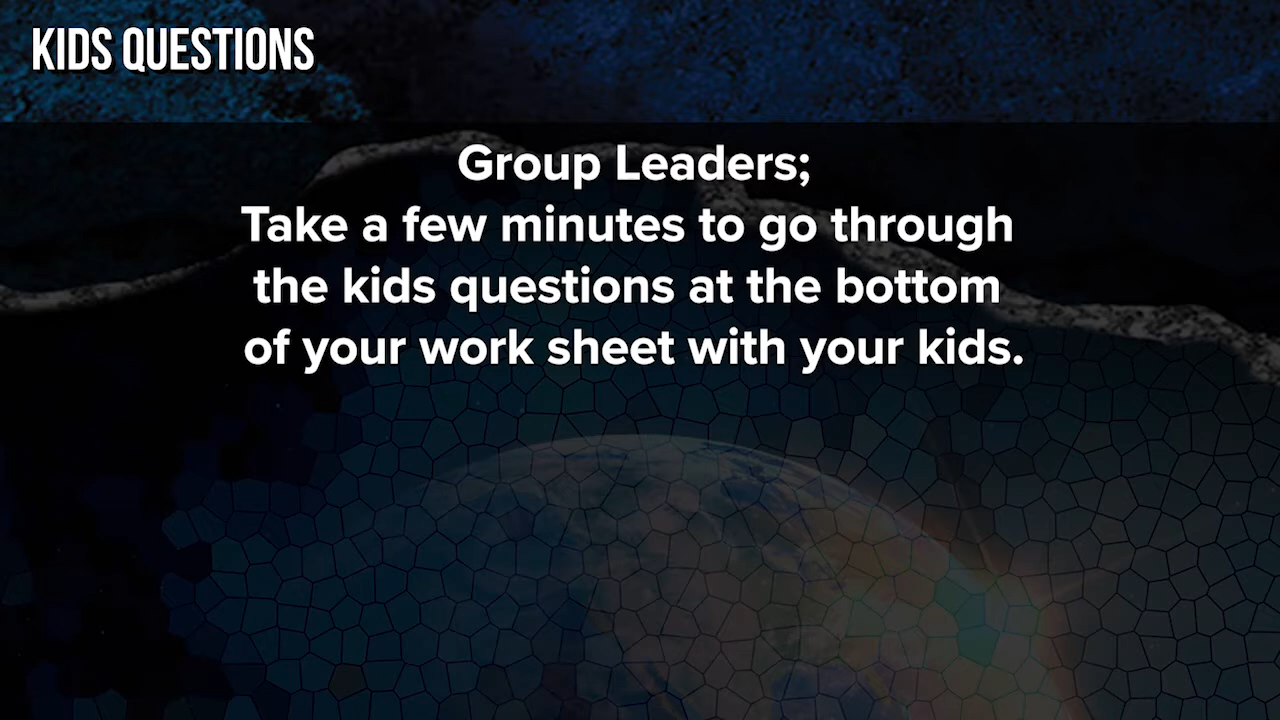 KIDS QUESTIONS
Group Leaders;
Take a few minutes to go through
the kids questions at the bottom
of your work sheet with your kids.